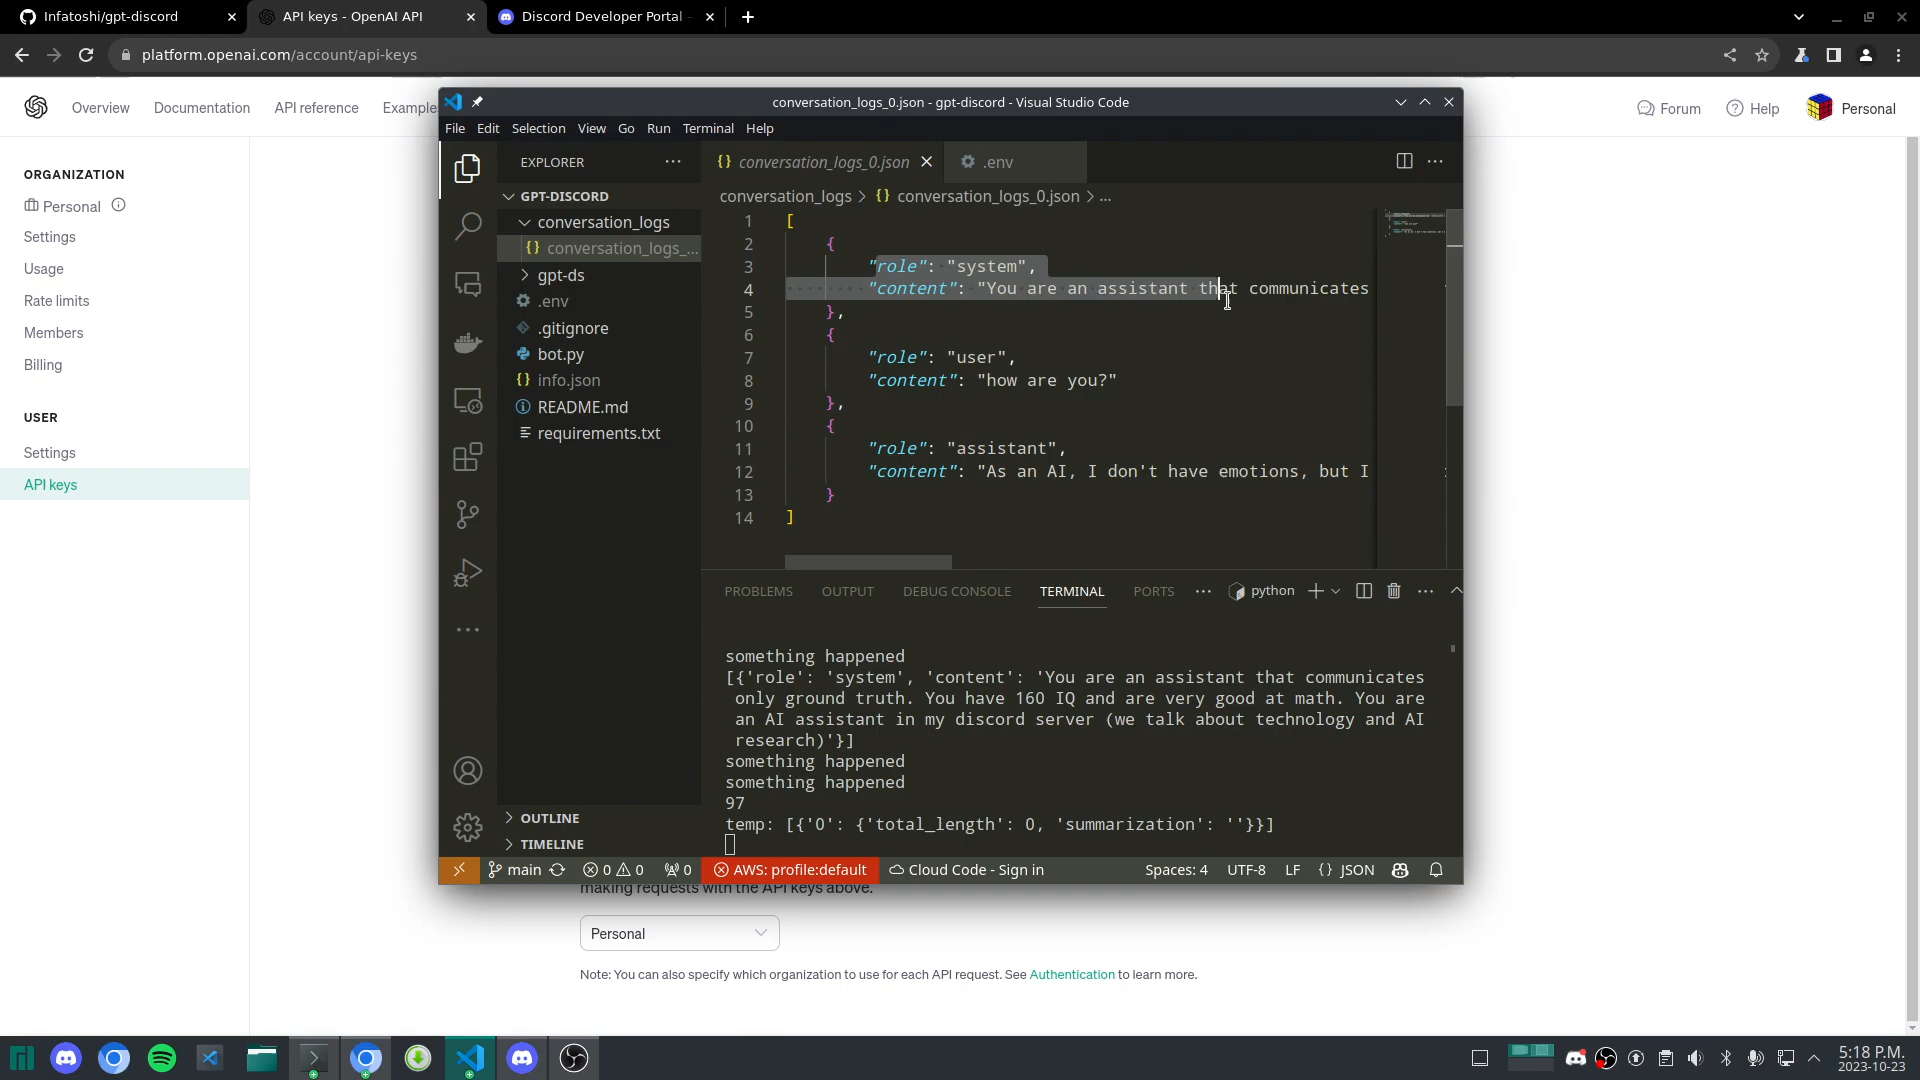 Infatoshi/gpt-discord
API keys - OpenAI API
Discord Developer Portal -
platform.openai.com/account/api-keys
Overview
Documentation
API reference
Example
Forum
Help
Personal
ORGANIZATION
Personal
Settings
Usage
Rate limits
Members
Billing
USER
Settings
API keys
conversation_logs_0.json - gpt-discord - Visual Studio Code
File Edit Selection View Go Run Terminal Help
EXPLORER
GPT-DISCORD
conversation_logs
{} conversation_logs_...
gpt-ds
.env
.gitignore
bot.py
{} info.json
README.md
requirements.txt
OUTLINE
TIMELINE
{} conversation_logs_0.json
.env
conversation_logs > {} conversation_logs_0.json > ...
1 [
2 {
3 "role": "system",
4 "content": "You are an assistant that communicates
5 },
6 {
7 "role": "user",
8 "content": "how are you?"
9 },
10 {
11 "role": "assistant",
12 "content": "As an AI, I don't have emotions, but I
13 }
14 ]
PROBLEMS OUTPUT DEBUG CONSOLE TERMINAL PORTS ... python
something happened
[{'role': 'system', 'content': 'You are an assistant that communicates
only ground truth. You have 160 IQ and are very good at math. You are
an AI assistant in my discord server (we talk about technology and AI
research)'}]
something happened
something happened
97
temp: [{'0': {'total_length': 0, 'summarization': ''}}]
main 0 0 0 AWS: profile:default Cloud Code - Sign in Spaces: 4 UTF-8 LF {} JSON
making requests with the API keys above.
Personal
Note: You can also specify which organization to use for each API request. See Authentication to learn more.
5:18 P.M.
2023-10-23